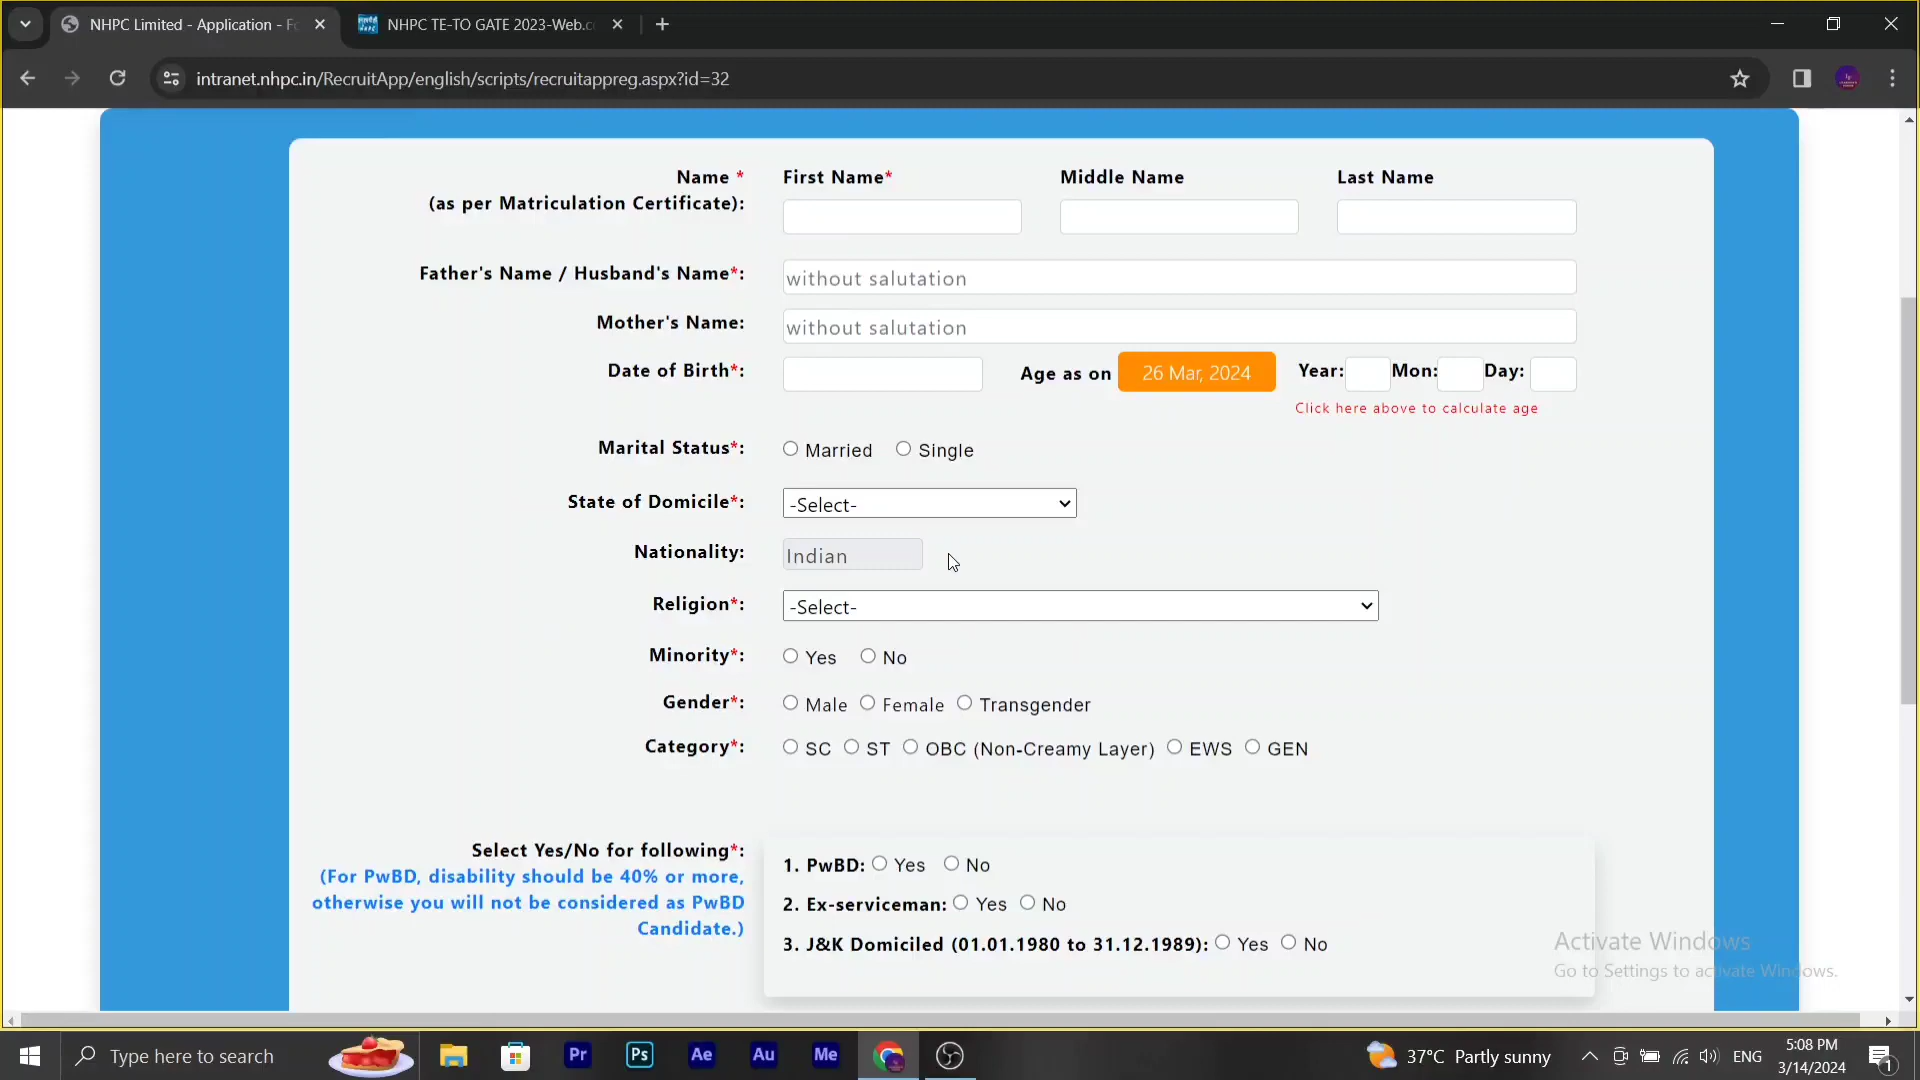 NHPC Limited - Application - Fo
NHPC TE-TO GATE 2023-Web.c
intranet.nhpc.in/RecruitApp/english/scripts/recruitappreg.aspx?id=32
Name * First Name* Middle Name Last Name
(as per Matriculation Certificate):
Father's Name / Husband's Name*: without salutation
Mother's Name: without salutation
Date of Birth*: Age as on 26 Mar, 2024 Year: Mon: Day:
Click here above to calculate age
Marital Status*: Married Single
State of Domicile*: -Select-
Nationality: Indian
Religion*: -Select-
Minority*: Yes No
Gender*: Male Female Transgender
Category*: SC ST OBC (Non-Creamy Layer) EWS GEN
Select Yes/No for following*:
(For PwBD, disability should be 40% or more,
otherwise you will not be considered as PwBD
Candidate.)
1. PwBD: Yes No
2. Ex-serviceman: Yes No
3. J&K Domiciled (01.01.1980 to 31.12.1989): Yes No
Activate Windows
Go to Settings to activate Windows.
Type here to search
Pr
Ps
Ae
Au
Me
37°C Partly sunny
ENG
5:08 PM
3/14/2024
1